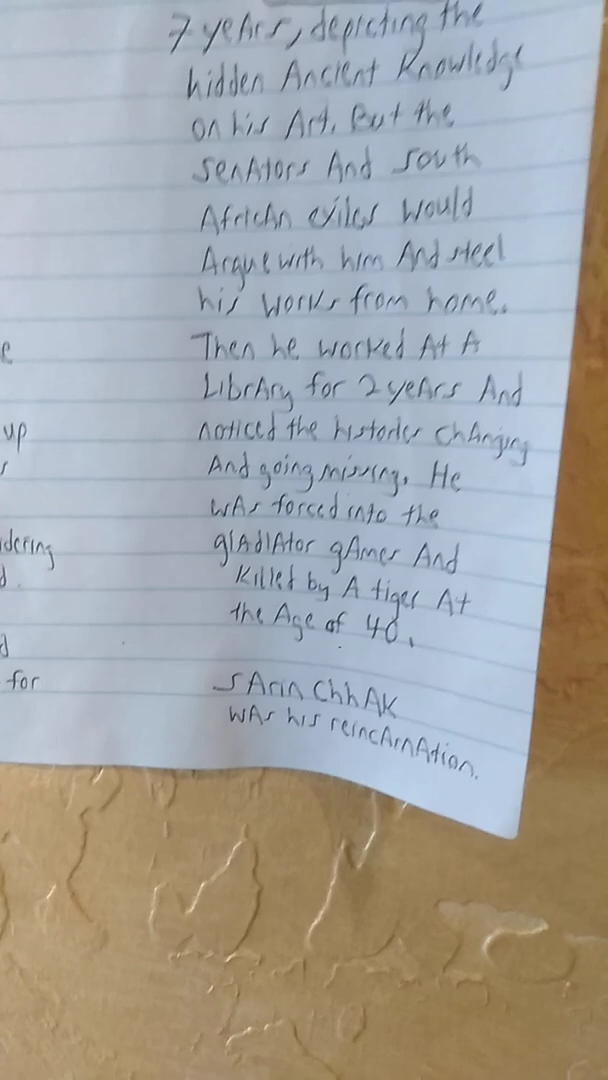 7 years, depicting the
hidden Ancient Knowledge
on his Art. But the
senAtors And south
AfricAn exiles would
Argue with him And steel
his works from home.
Then he worked At A
LibrAry for 2 yeArs And
noticed the histories chAnging
And going missing. He
wAs forced into the
glAdiAtor gAmes And
killed by A tiger At
the Age of 40.
SArin ChhAK
wAs his reincArnAtion.
e
up
s
idering
d.
d
for